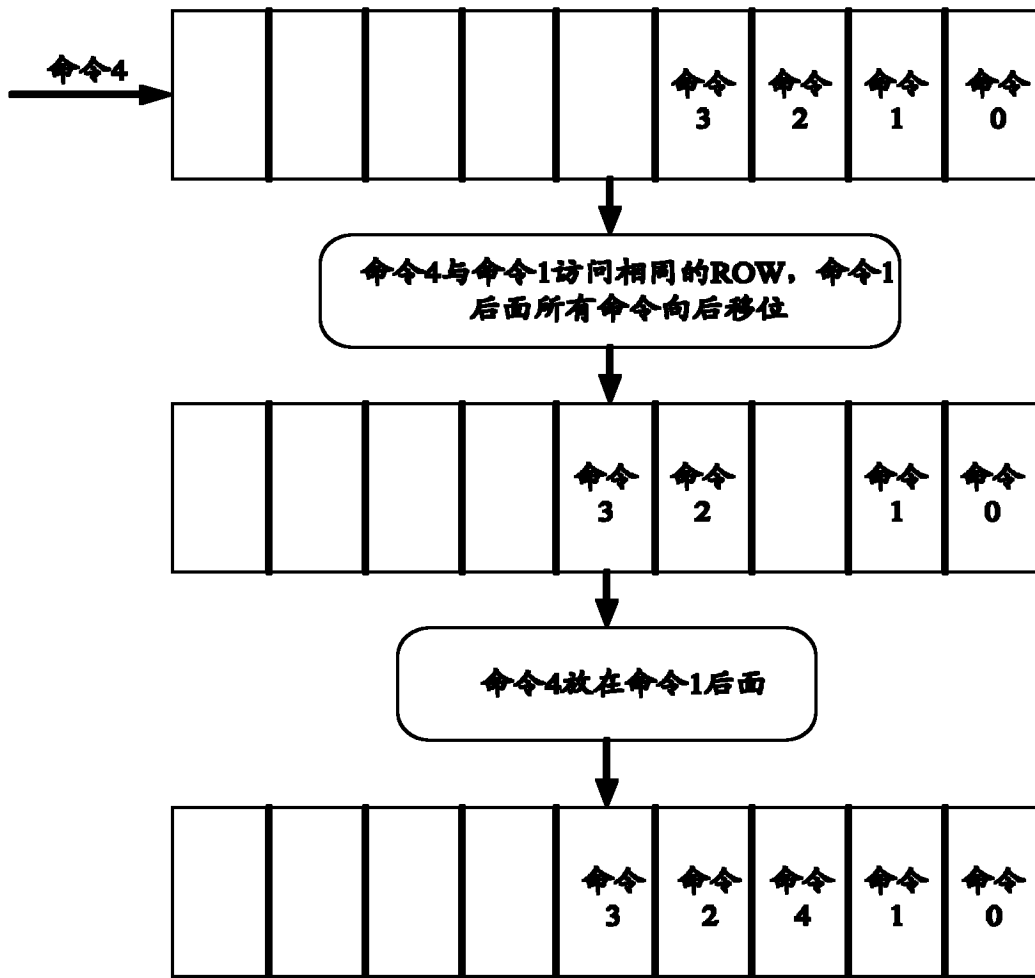 命令4
命令 命令 命令 命令
3 2 1 0
命令4与命令1访问相同的ROW，命令1
后面所有命令向后移位
命令 命令 命令 命令
3 2 1 0
命令4放在命令1后面
命令 命令 命令 命令 命令
3 2 4 1 0